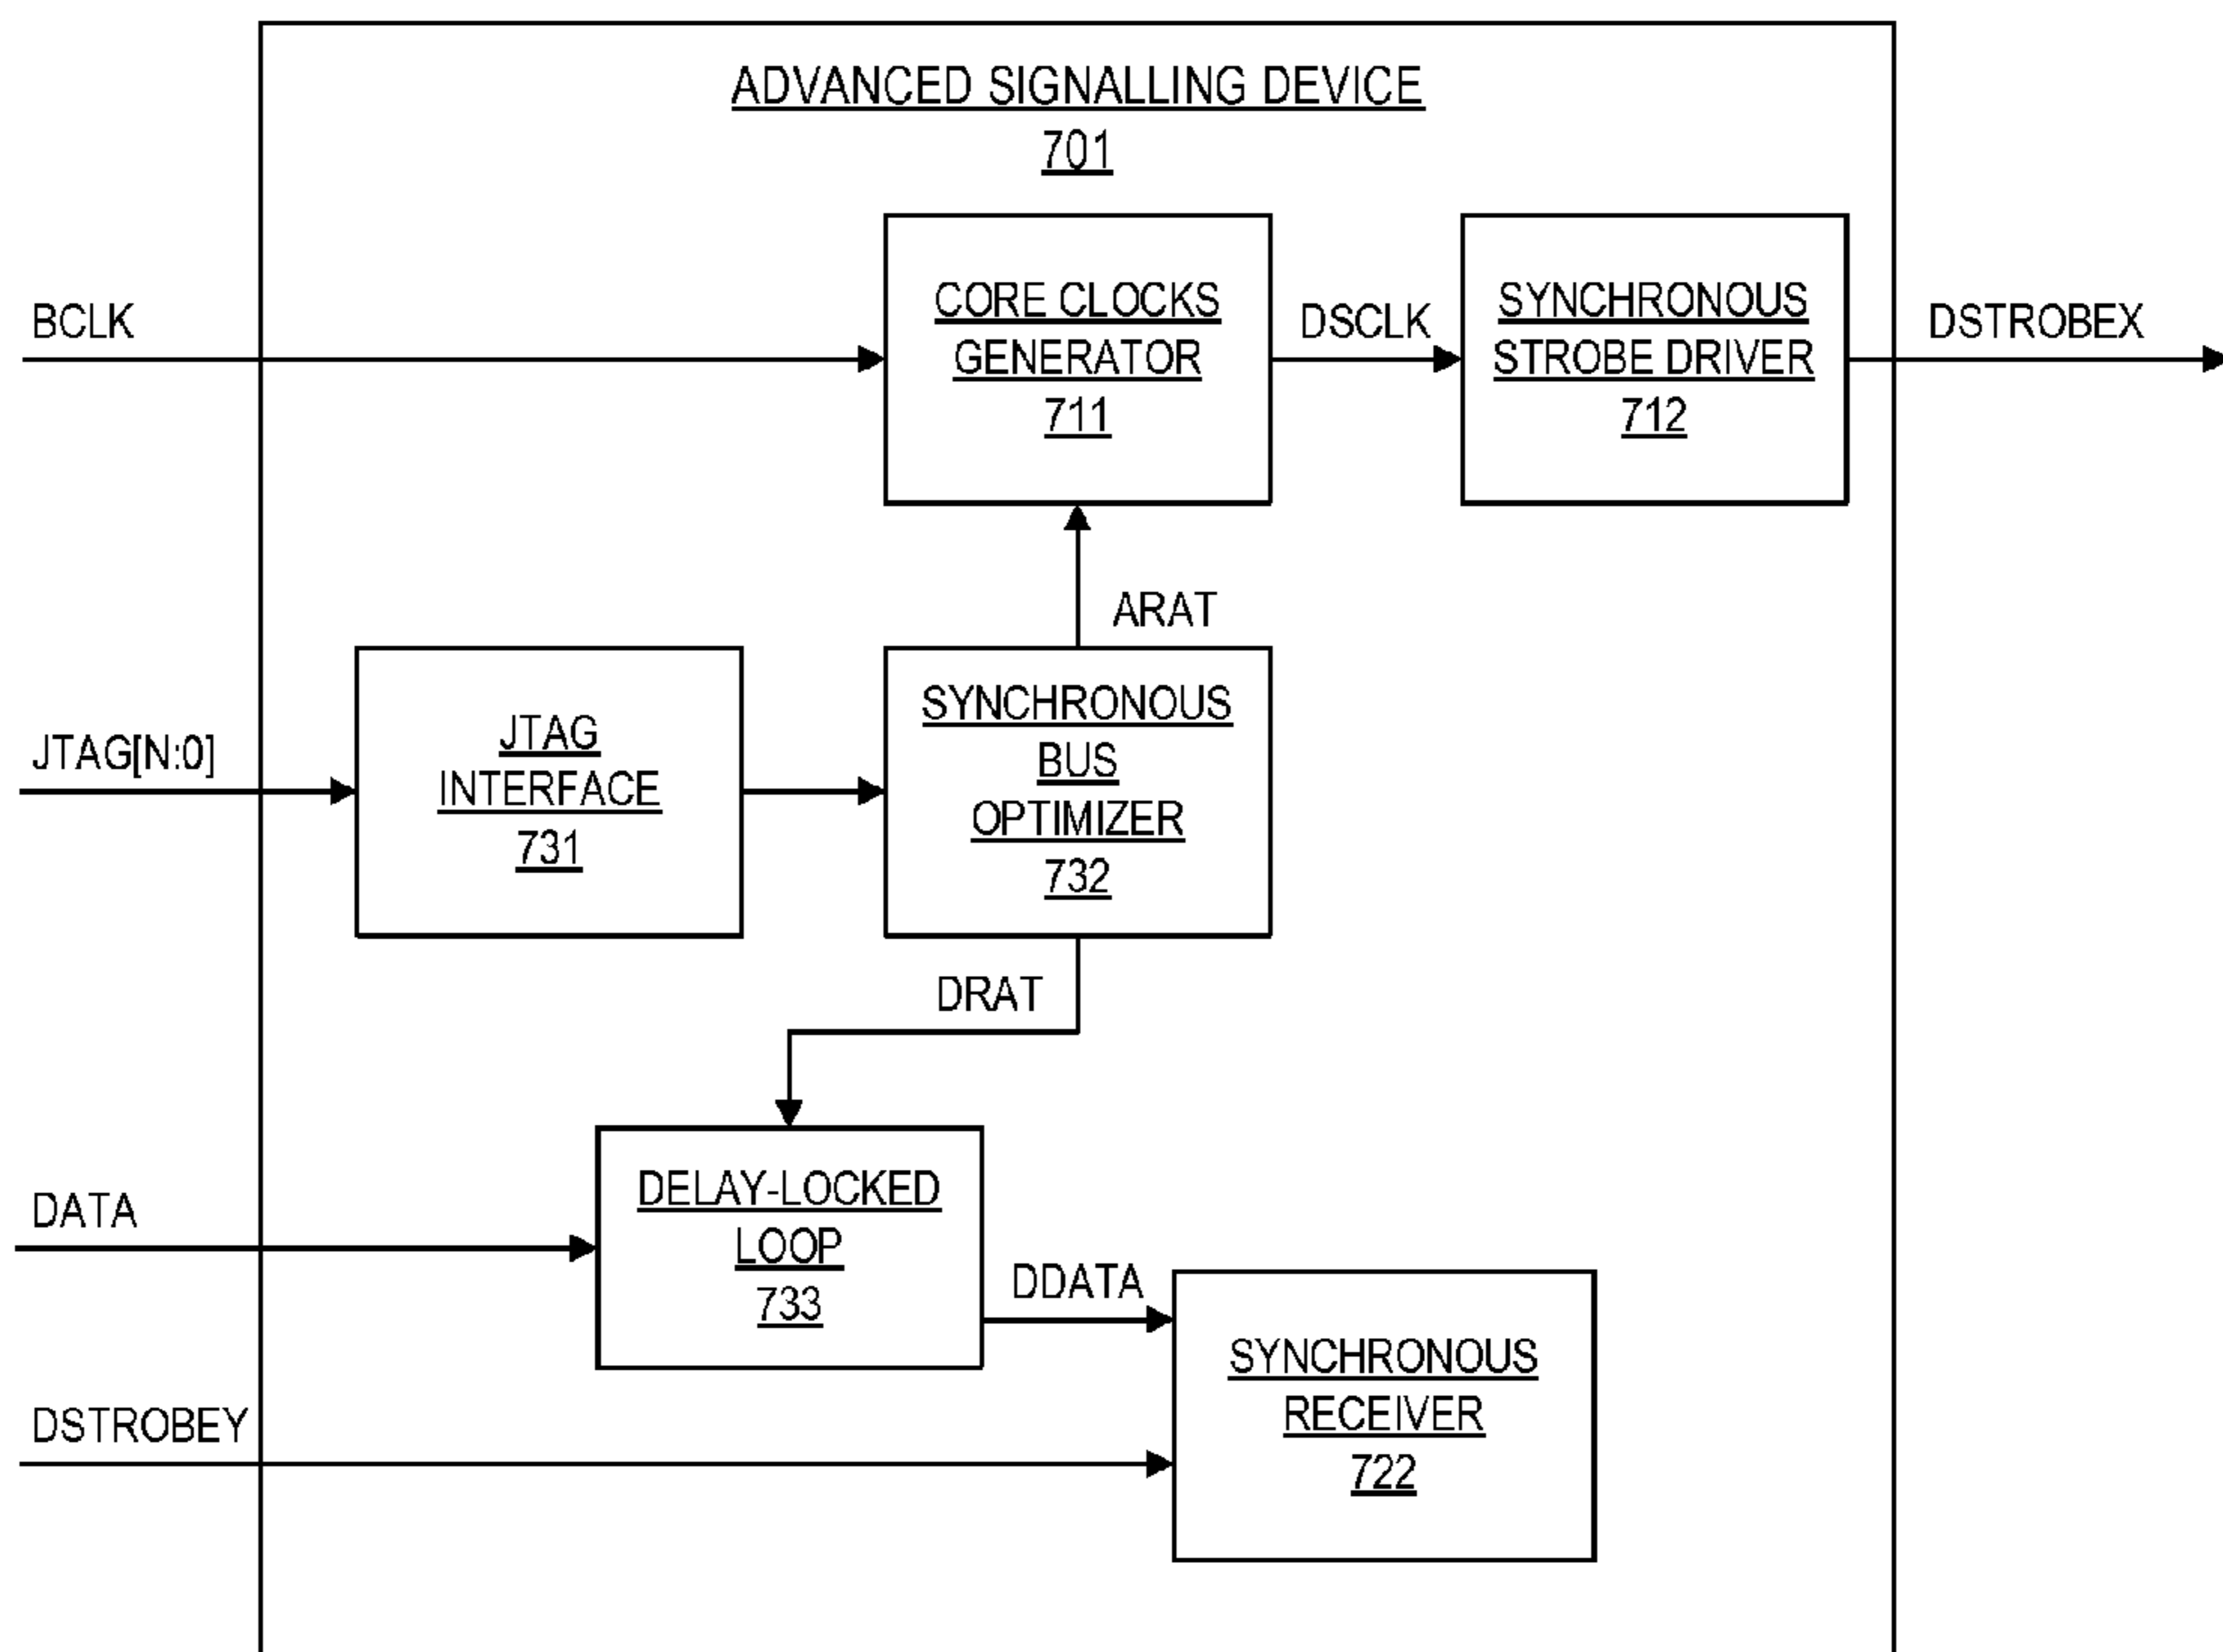 ADVANCED SIGNALLING DEVICE
701
BCLK
CORE CLOCKS
GENERATOR
711
DSCLK
SYNCHRONOUS
STROBE DRIVER
712
DSTROBEX
ARAT
JTAG[N:0]
JTAG
INTERFACE
731
SYNCHRONOUS
BUS
OPTIMIZER
732
DRAT
DATA
DELAY-LOCKED
LOOP
733
DDATA
DSTROBEY
SYNCHRONOUS
RECEIVER
722